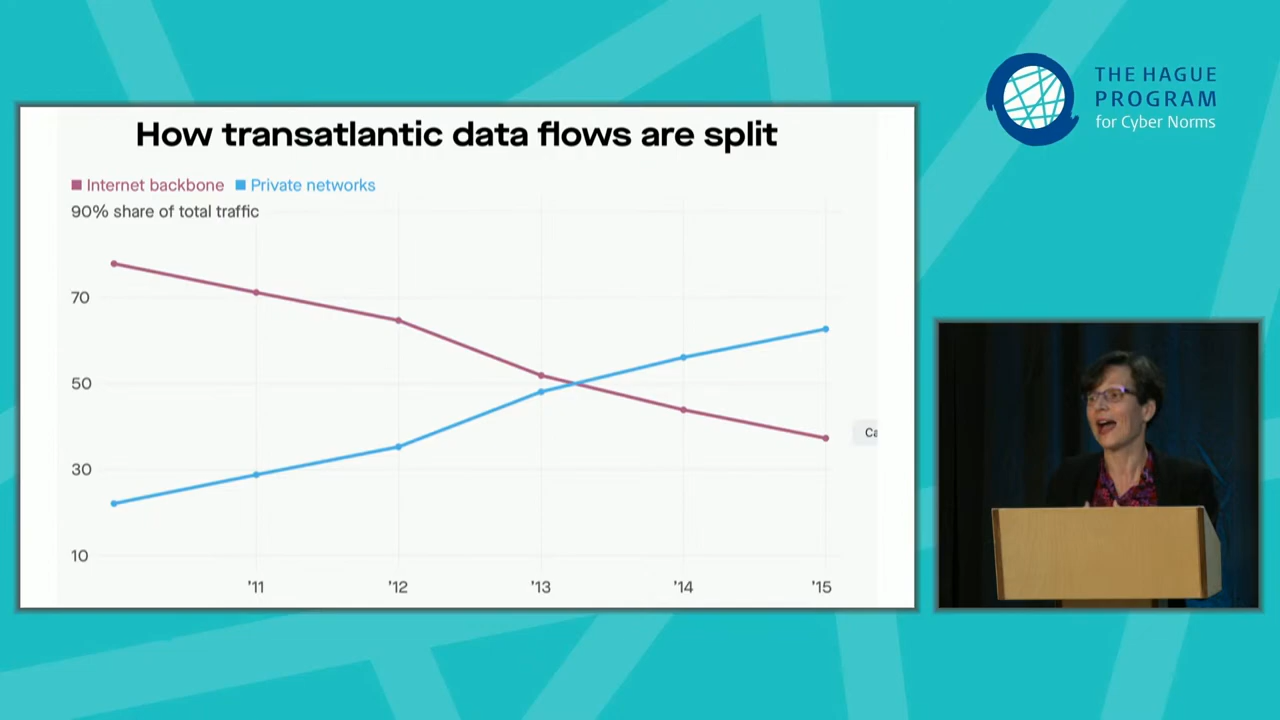 THE HAGUE
PROGRAM
for Cyber Norms
How transatlantic data flows are split
Internet backbone Private networks
90% share of total traffic
70
50
30
10
Ca
'11 '12 '13 '14 '15